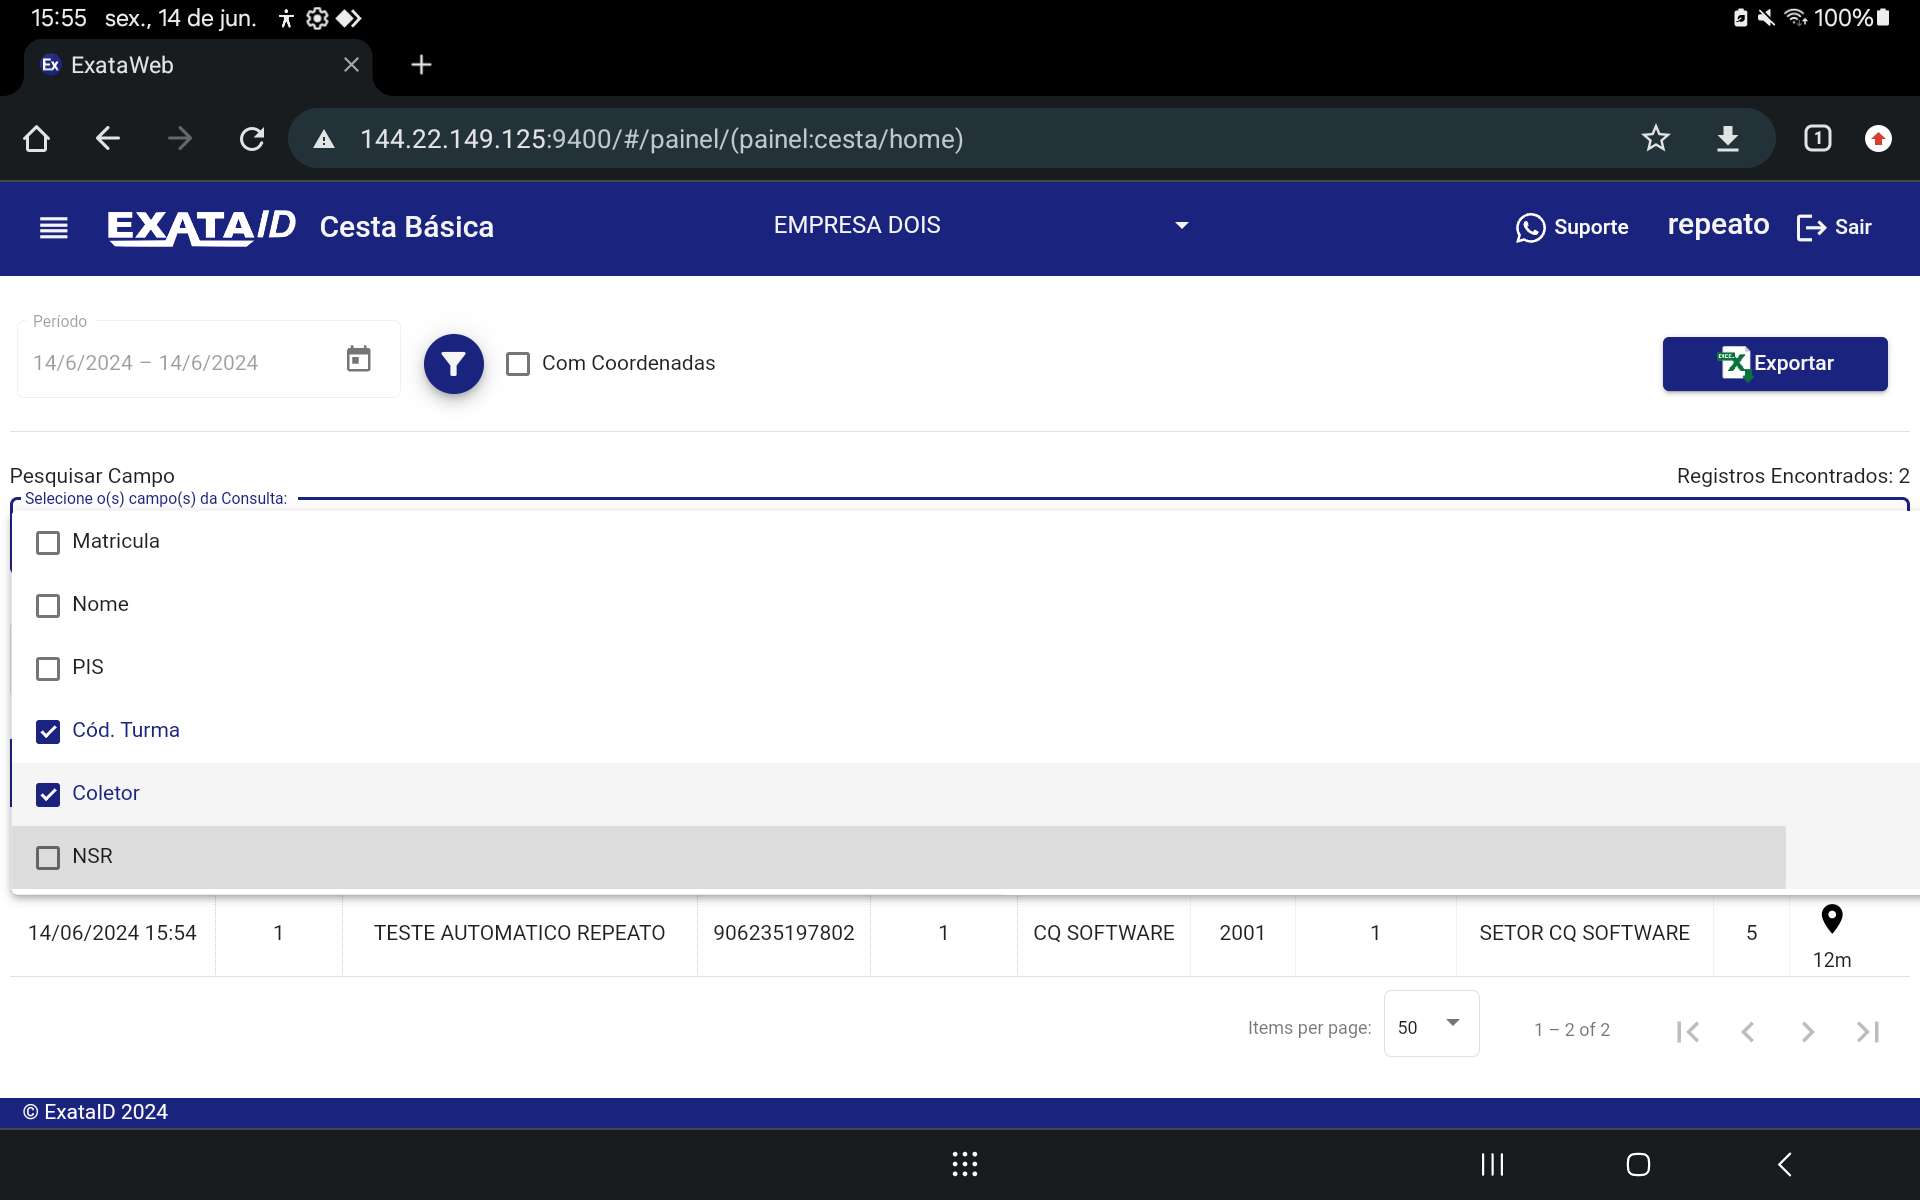 15:55 sex., 14 de jun. 100%
Ex ExataWeb
144.22.149.125:9400/#/painel/(painel:cesta/home) 1
EXATAID Cesta Básica EMPRESA DOIS Suporte repeato Sair
Período
14/6/2024 – 14/6/2024 Com Coordenadas Exportar
Pesquisar Campo Registros Encontrados: 2
Selecione o(s) campo(s) da Consulta:
Matricula
Nome
PIS
Cód. Turma
Coletor
NSR
14/06/2024 15:54 1 TESTE AUTOMATICO REPEATO 906235197802 1 CQ SOFTWARE 2001 1 SETOR CQ SOFTWARE 5
12m
Items per page: 50 1 – 2 of 2
© ExataID 2024